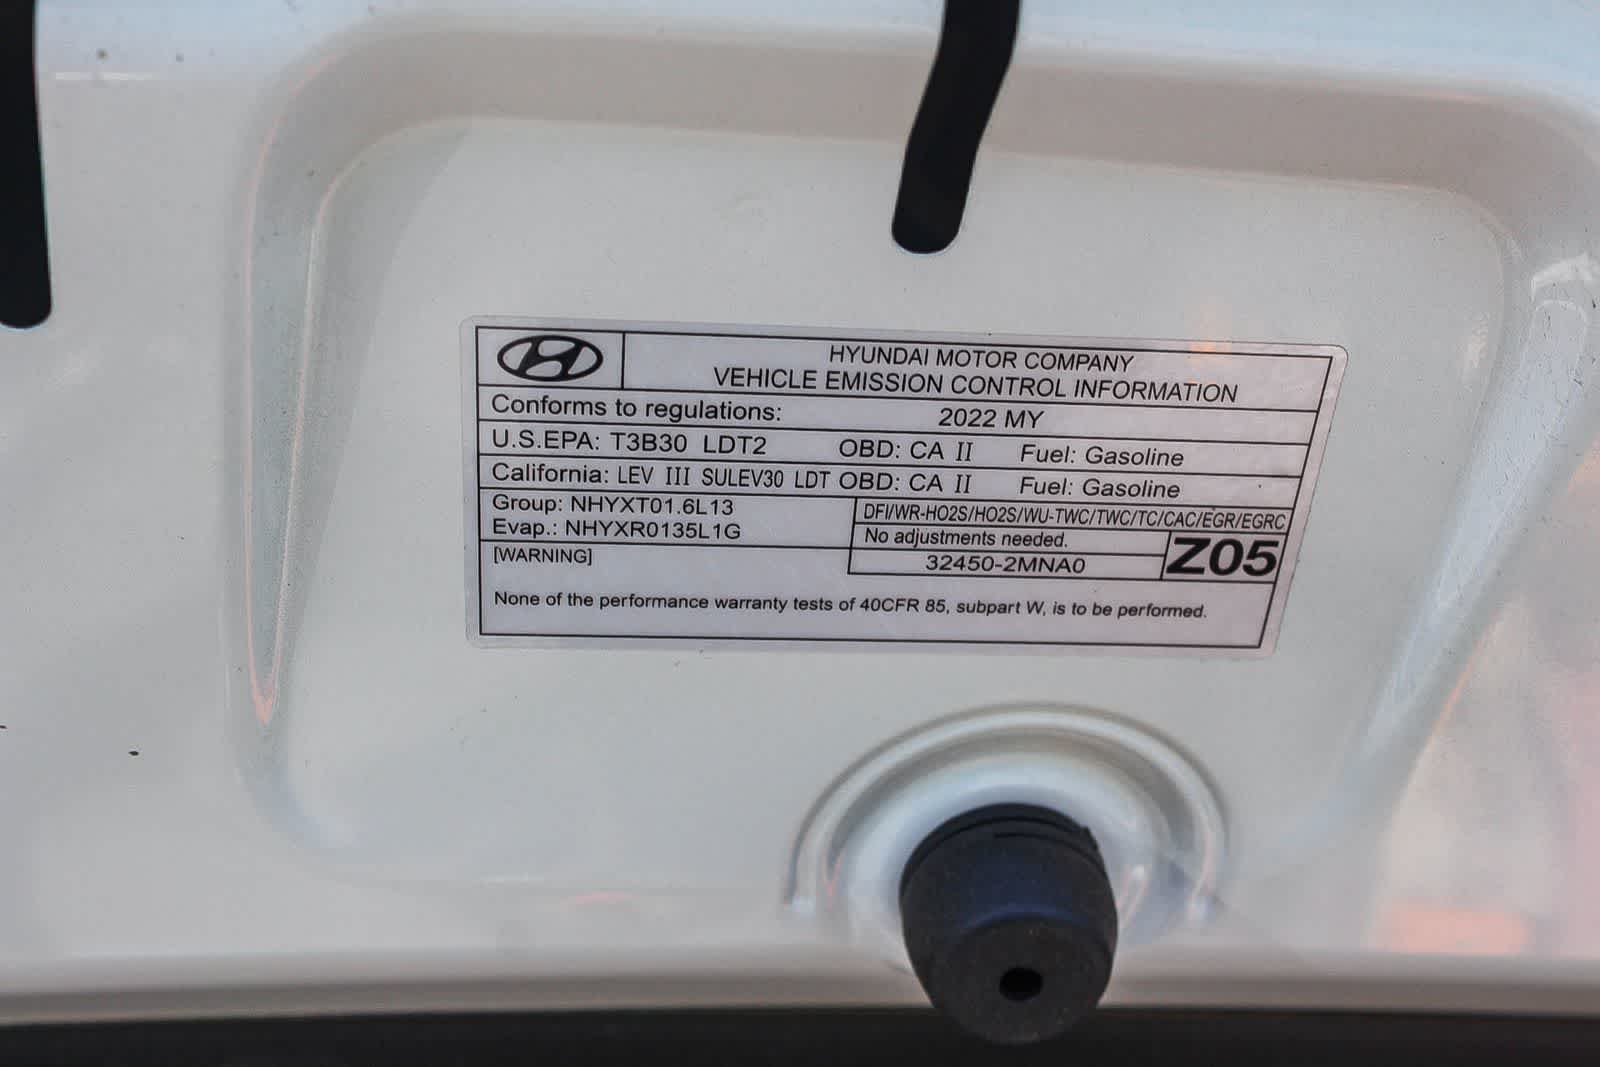 HYUNDAI MOTOR COMPANY
VEHICLE EMISSION CONTROL INFORMATION
Conforms to regulations: 2022 MY
U.S.EPA: T3B30 LDT2 OBD: CA II Fuel: Gasoline
California: LEV III SULEV30 LDT OBD: CA II Fuel: Gasoline
Group: NHYXT01.6L13
Evap.: NHYXR0135L1G
DFI/WR-HO2S/HO2S/WU-TWC/TWC/TC/CAC/EGR/EGRC
No adjustments needed.
32450-2MNA0
Z05
[WARNING]
None of the performance warranty tests of 40CFR 85, subpart W, is to be performed.